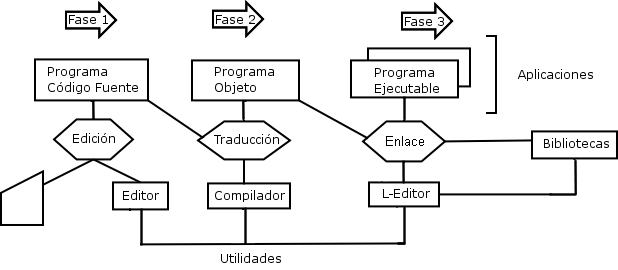 Fase 1
Fase 2
Fase 3
Programa
Código Fuente
Programa
Objeto
Programa
Ejecutable
Aplicaciones
Edición
Traducción
Enlace
Bibliotecas
Editor
Compilador
L-Editor
Utilidades